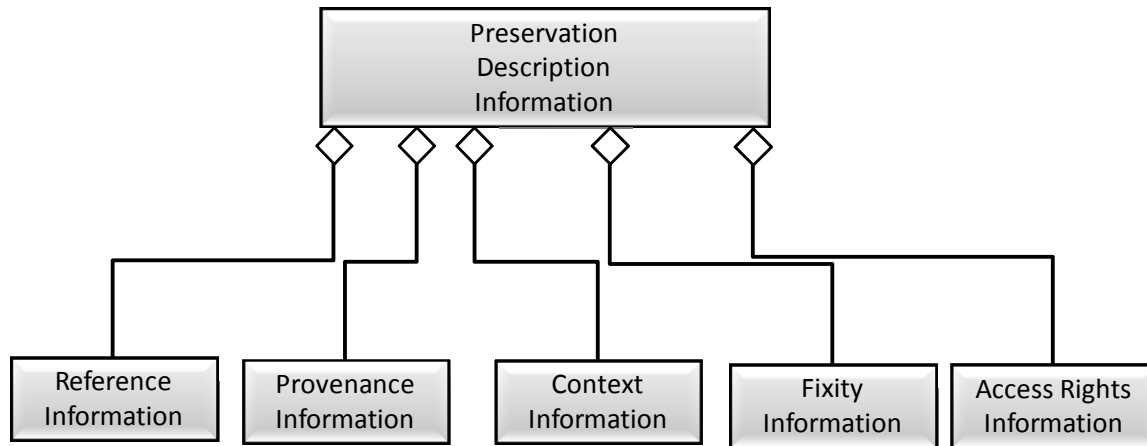 Preservation
Description
Information
Reference
Information
Provenance
Information
Context
Information
Fixity
Information
Access Rights
Information